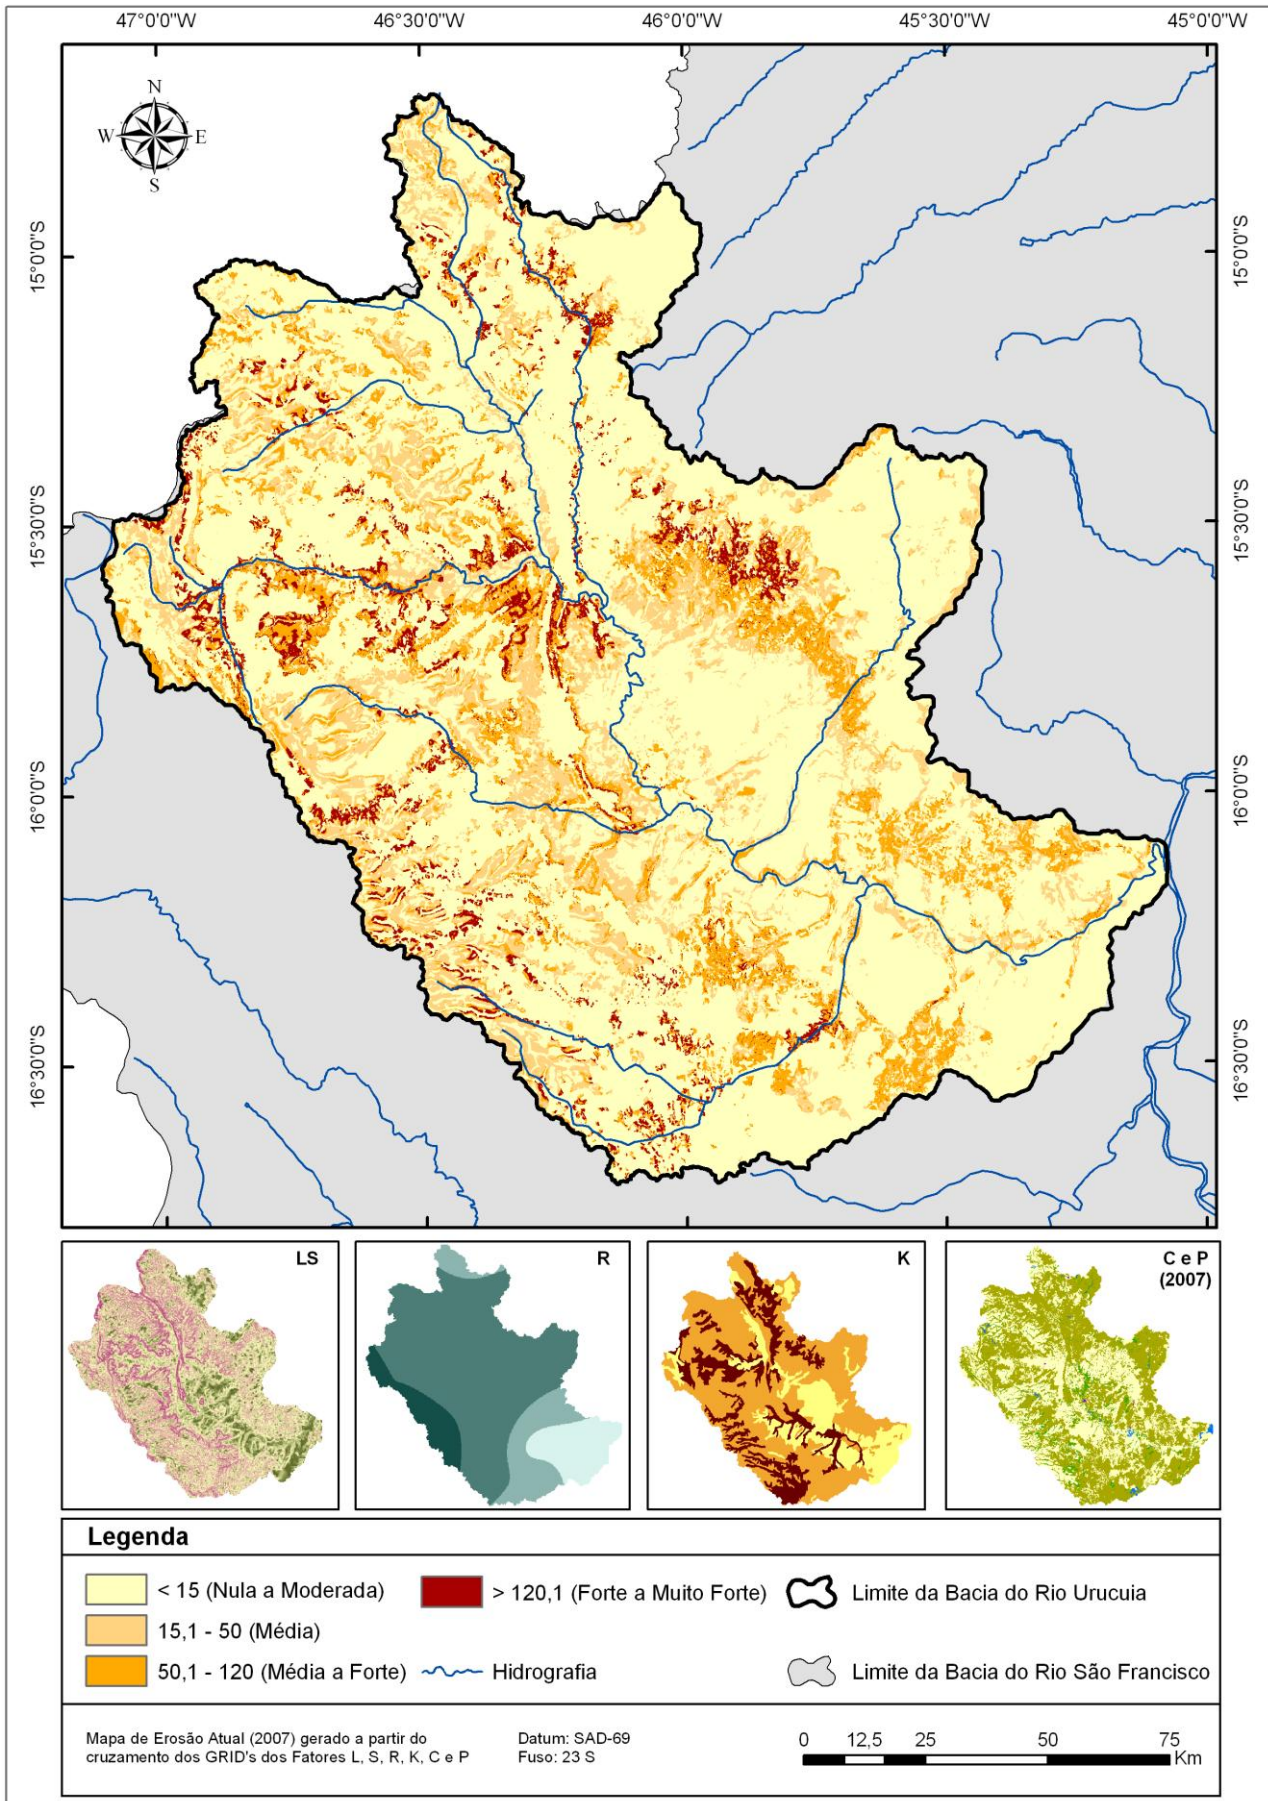 47°0'0"W 46°30'0"W 46°0'0"W 45°30'0"W 45°0'0"W
N
W E
S
15°0'0"S 15°0'0"S
15°30'0"S 15°30'0"S
16°0'0"S 16°0'0"S
16°30'0"S 16°30'0"S
LS
R
K
C e P
(2007)
Legenda
< 15 (Nula a Moderada)
15,1 - 50 (Média)
50,1 - 120 (Média a Forte)
> 120,1 (Forte a Muito Forte)
Hidrografia
Limite da Bacia do Rio Urucuia
Limite da Bacia do Rio São Francisco
Mapa de Erosão Atual (2007) gerado a partir do
cruzamento dos GRID's dos Fatores L, S, R, K, C e P
Datum: SAD-69
Fuso: 23 S
0 12,5 25 50 75
Km